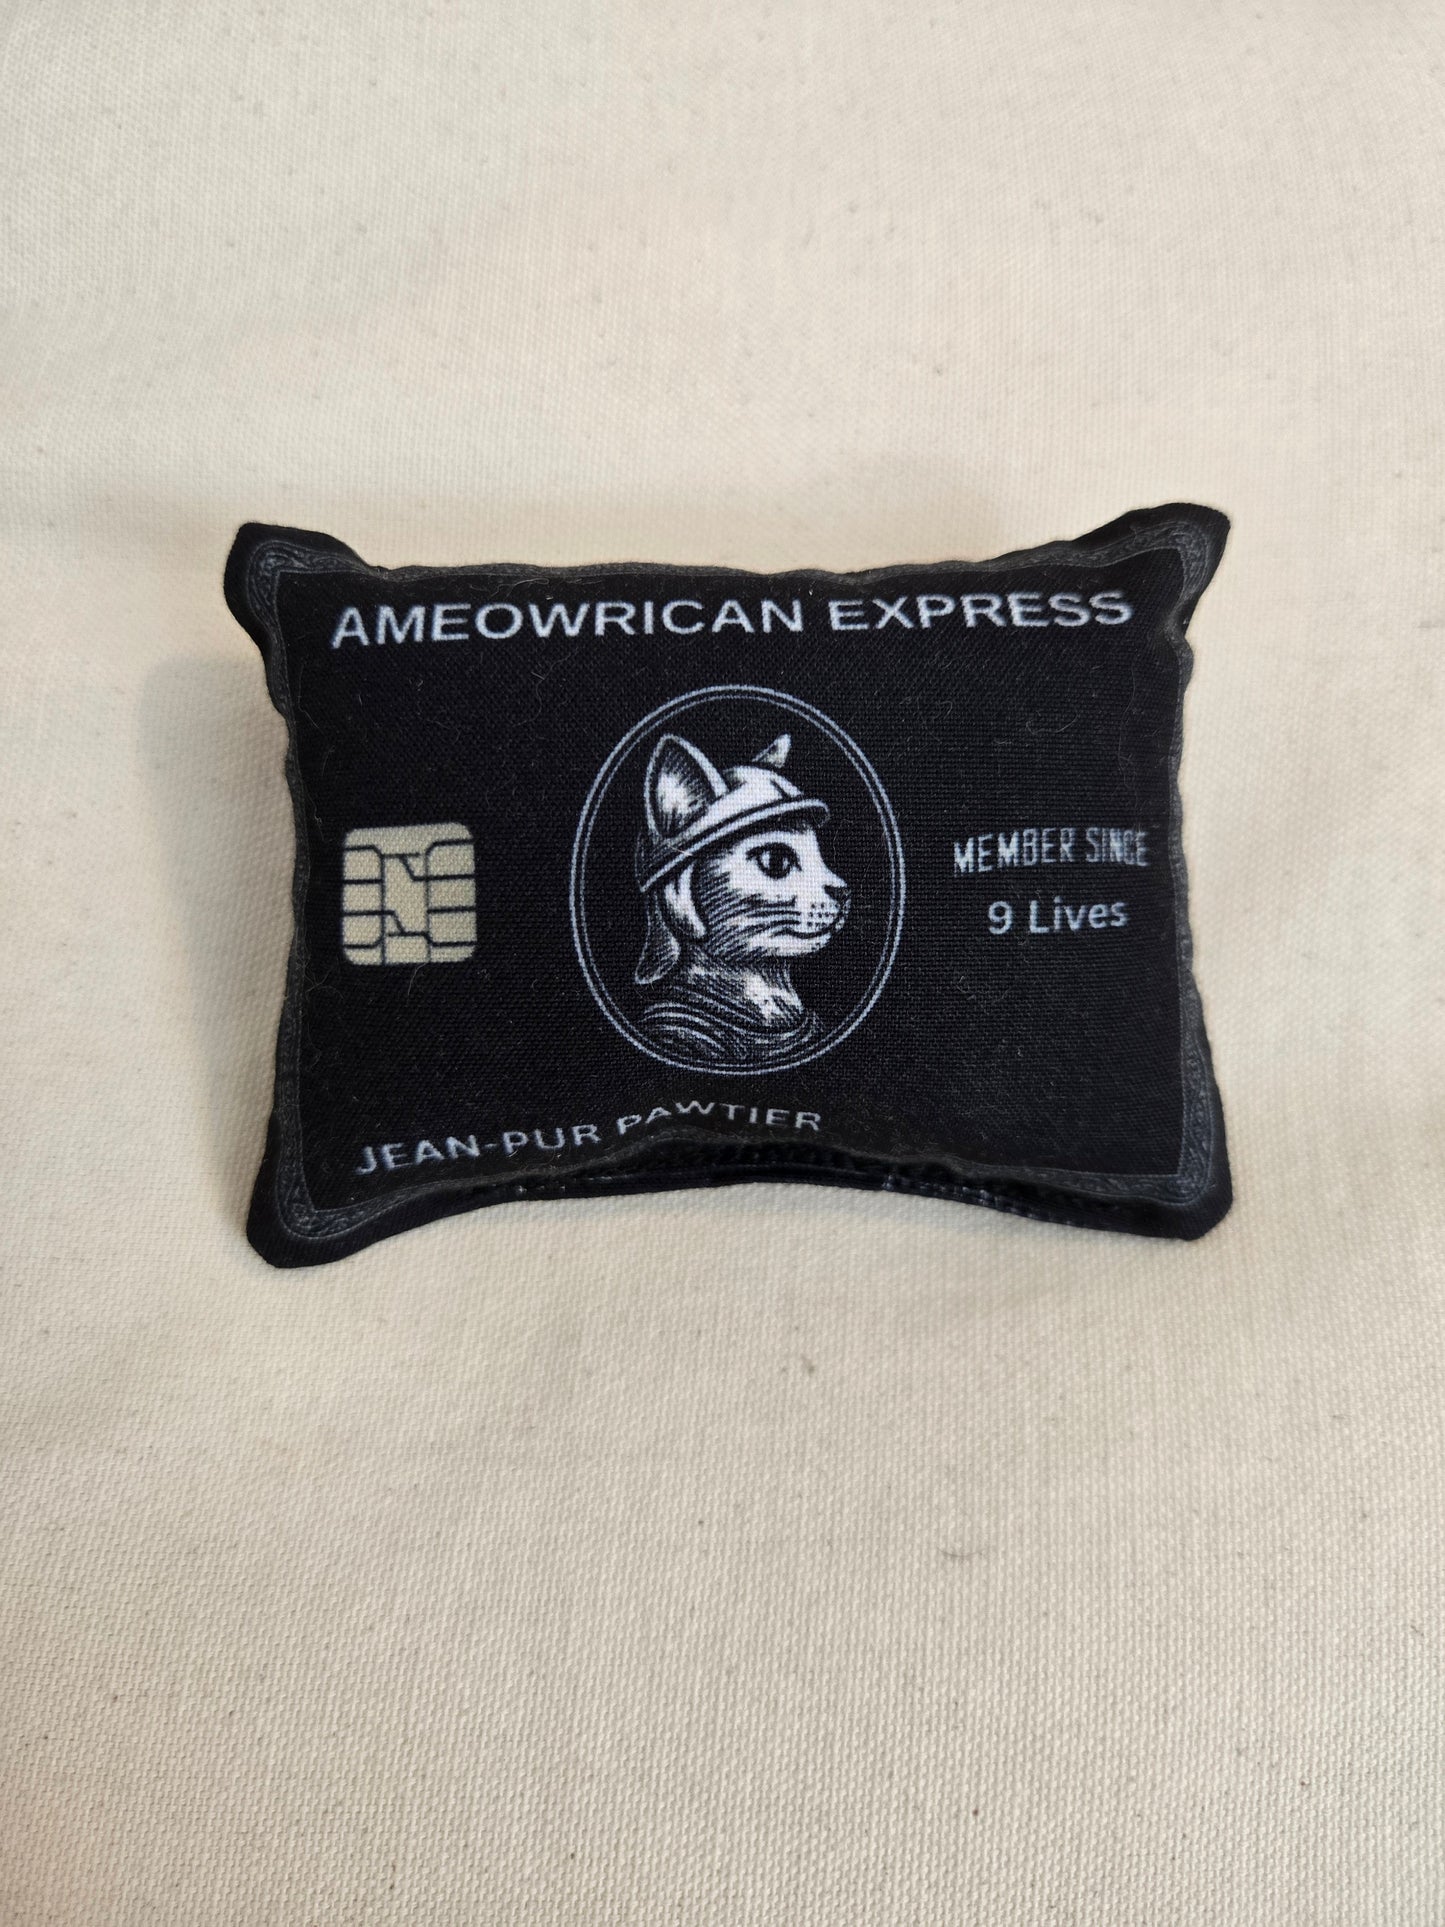 AMEOWRICAN EXPRESS
MEMBER SINCE
9 Lives
JEAN-PUR PAWTIER